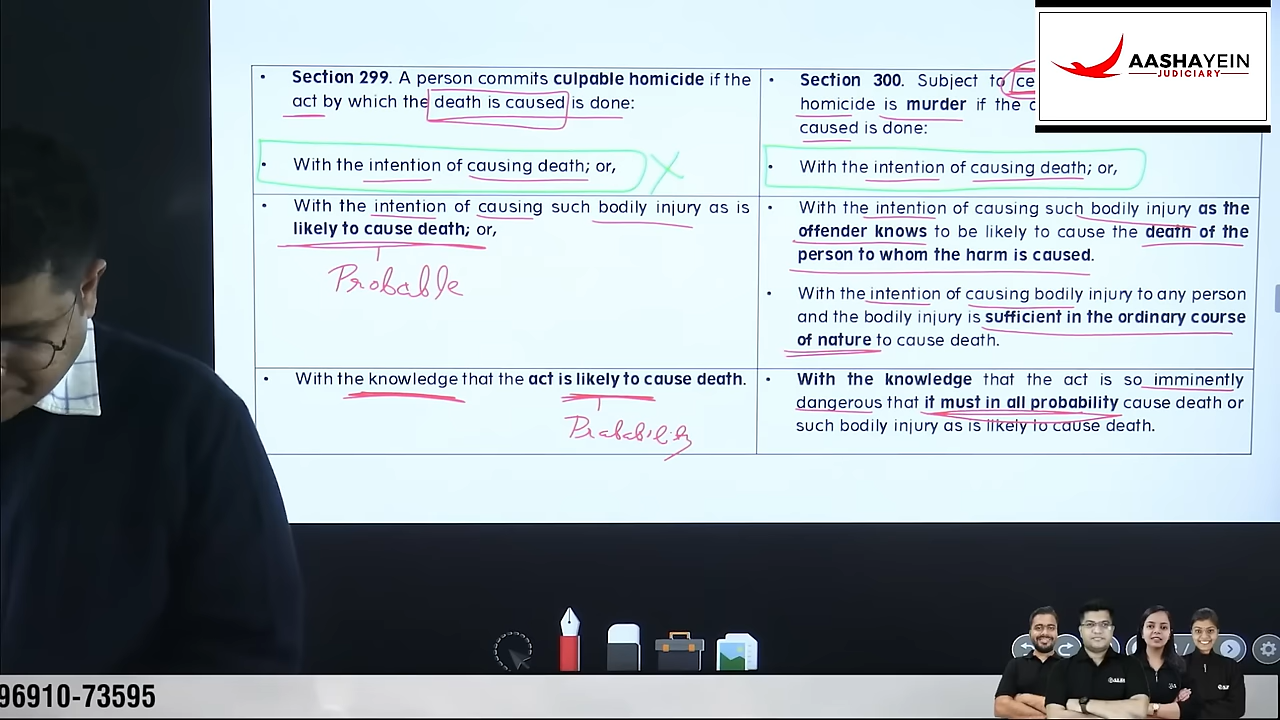 AASHAYEIN
JUDICIARY
Section 299. A person commits culpable homicide if the
act by which the death is caused is done:
With the intention of causing death; or,
With the intention of causing such bodily injury as is
likely to cause death; or,
Probable
With the knowledge that the act is likely to cause death.
Probability
Section 300. Subject to ce
homicide is murder if the
caused is done:
With the intention of causing death; or,
With the intention of causing such bodily injury as the
offender knows to be likely to cause the death of the
person to whom the harm is caused.
With the intention of causing bodily injury to any person
and the bodily injury is sufficient in the ordinary course
of nature to cause death.
With the knowledge that the act is so imminently
dangerous that it must in all probability cause death or
such bodily injury as is likely to cause death.
96910-73595